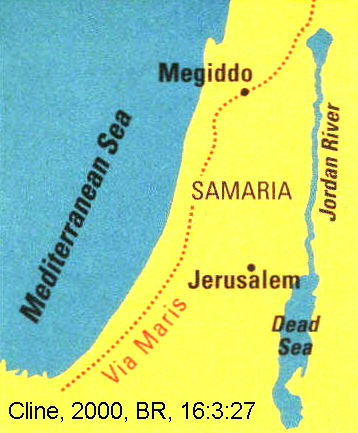 Megiddo
Mediterranean Sea
Jordan River
SAMARIA
Jerusalem
Via Maris
Dead
Sea
Cline, 2000, BR, 16:3:27